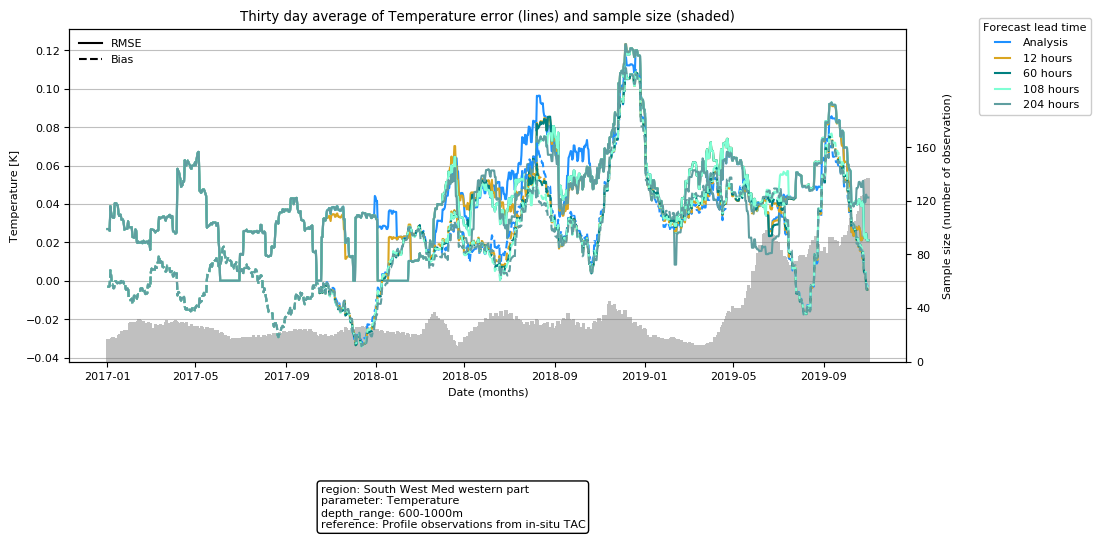 Thirty day average of Temperature error (lines) and sample size (shaded)
Forecast lead time
Analysis
12 hours
60 hours
108 hours
204 hours
RMSE
Bias
Temperature [K]
0.12
0.10
0.08
0.06
0.04
0.02
0.00
−0.02
−0.04
Sample size (number of observation)
160
120
80
40
0
2017-01 2017-05 2017-09 2018-01 2018-05 2018-09 2019-01 2019-05 2019-09
Date (months)
region: South West Med western part
parameter: Temperature
depth_range: 600-1000m
reference: Profile observations from in-situ TAC